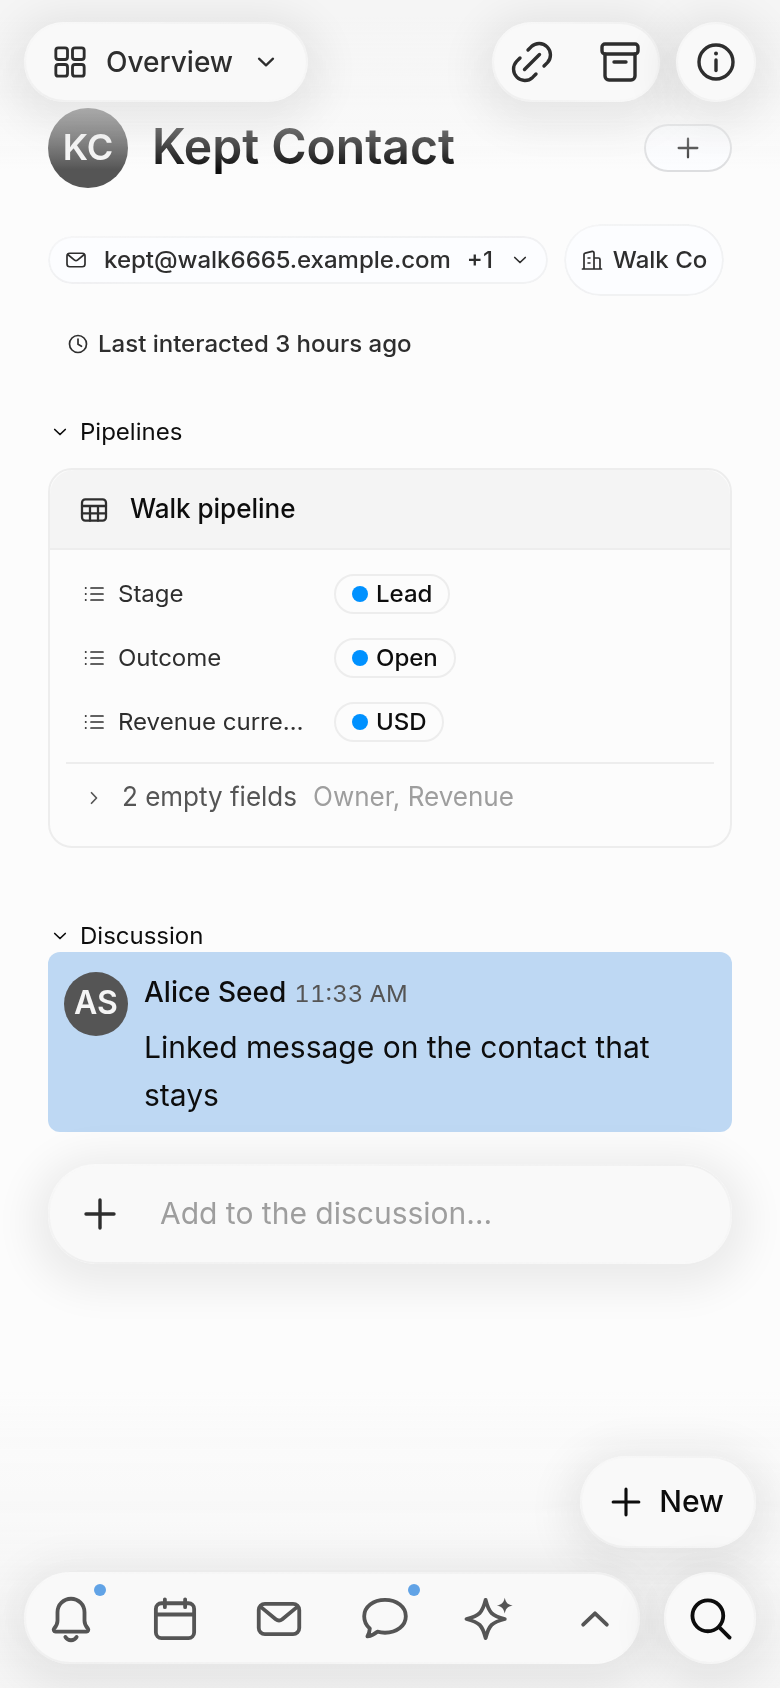 Overview
KC Kept Contact
kept@walk6665.example.com +1 Walk Co
Last interacted 3 hours ago
Pipelines
Walk pipeline
Stage Lead
Outcome Open
Revenue curre... USD
2 empty fields Owner, Revenue
Discussion
AS Alice Seed 11:33 AM
Linked message on the contact that
stays
Add to the discussion...
New